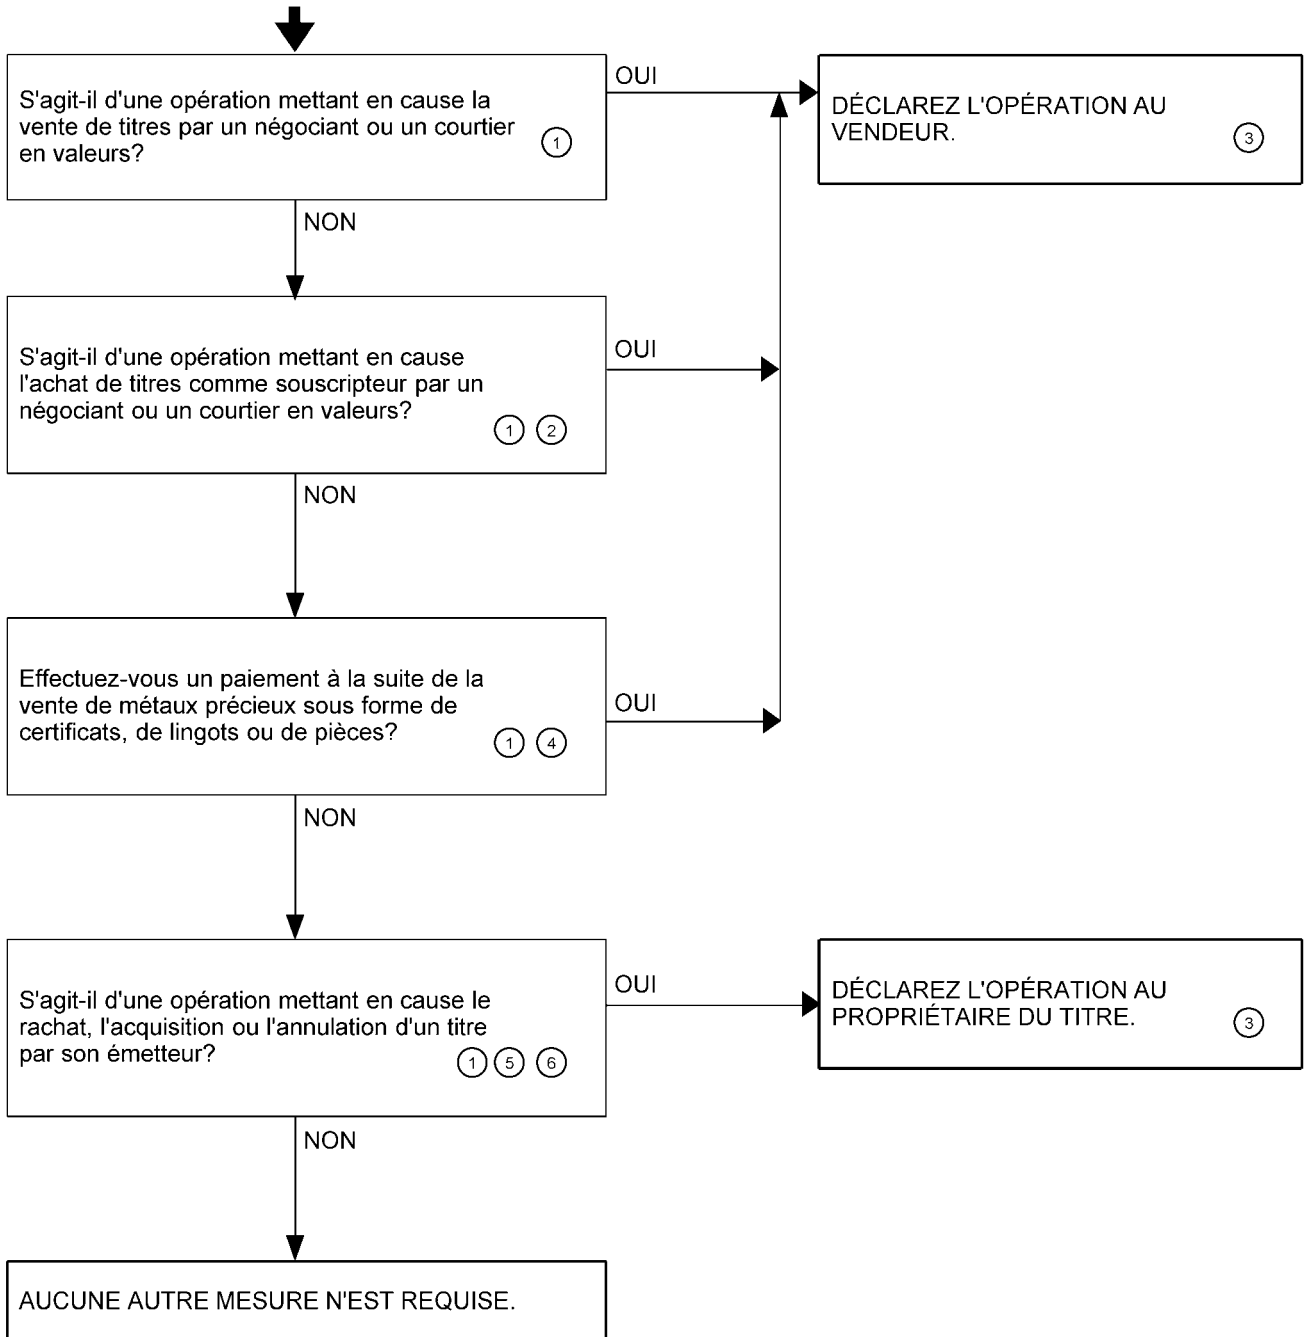 S'agit-il d'une opération mettant en cause la
vente de titres par un négociant ou un courtier
en valeurs?
1
OUI
DÉCLAREZ L'OPÉRATION AU
VENDEUR.
3
NON
S'agit-il d'une opération mettant en cause
l'achat de titres comme souscripteur par un
négociant ou un courtier en valeurs?
1 2
OUI
NON
Effectuez-vous un paiement à la suite de la
vente de métaux précieux sous forme de
certificats, de lingots ou de pièces?
1 4
OUI
NON
S'agit-il d'une opération mettant en cause le
rachat, l'acquisition ou l'annulation d'un titre
par son émetteur?
1 5 6
OUI
DÉCLAREZ L'OPÉRATION AU
PROPRIÉTAIRE DU TITRE.
3
NON
AUCUNE AUTRE MESURE N'EST REQUISE.